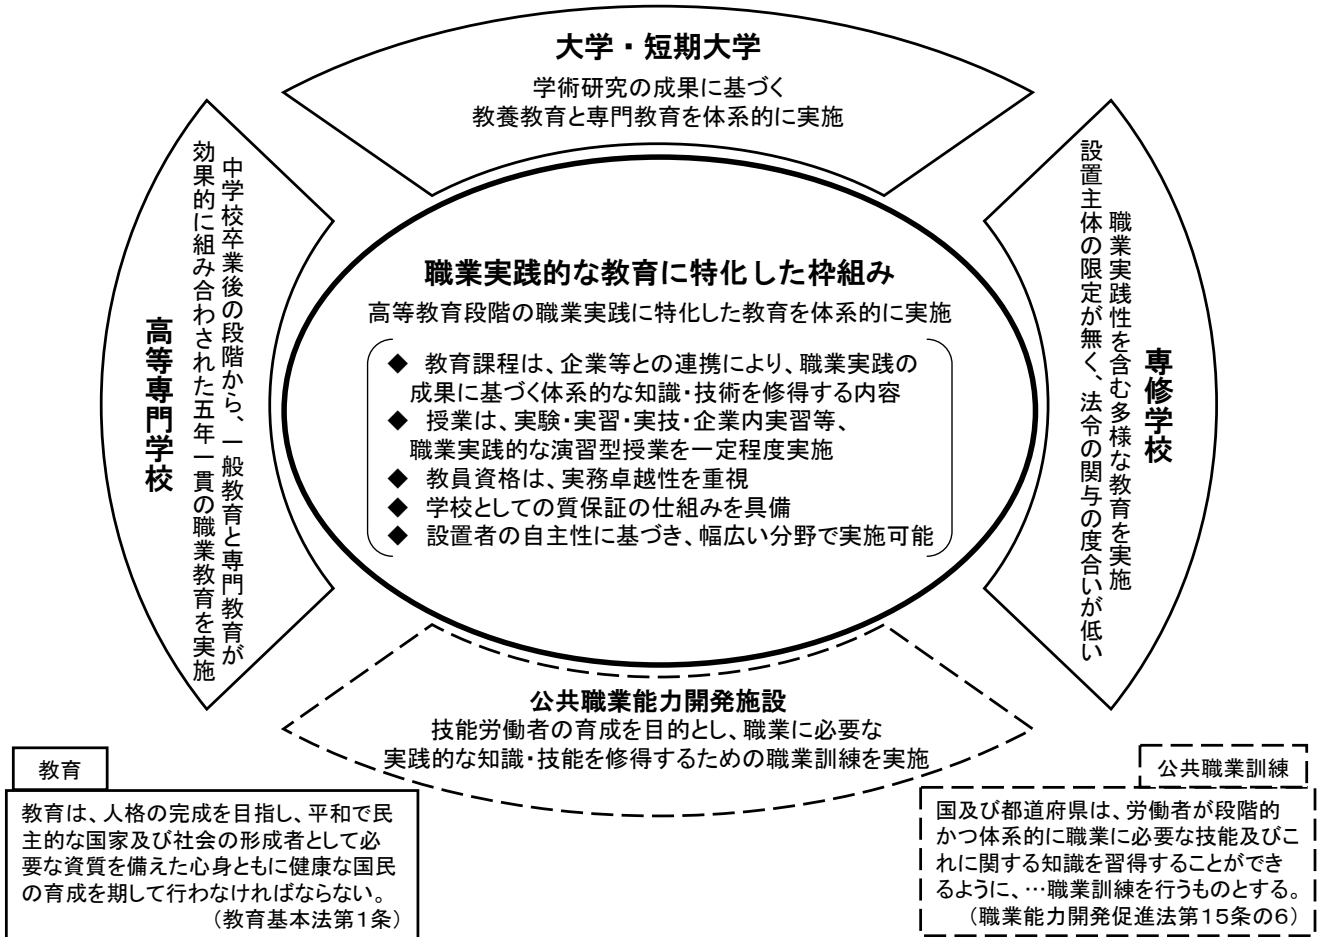 大学・短期大学
学術研究の成果に基づく
教養教育と専門教育を体系的に実施
高等専門学校
中学校卒業後の段階から、一般教育と専門教育が
効果的に組み合わされた五年一貫の職業教育を実施
職業実践的な教育に特化した枠組み
高等教育段階の職業実践に特化した教育を体系的に実施
◆ 教育課程は、企業等との連携により、職業実践の
成果に基づく体系的な知識・技術を修得する内容
◆ 授業は、実験・実習・実技・企業内実習等、
職業実践的な演習型授業を一定程度実施
◆ 教員資格は、実務卓越性を重視
◆ 学校としての質保証の仕組みを具備
◆ 設置者の自主性に基づき、幅広い分野で実施可能
専修学校
職業実践性を含む多様な教育を実施
設置主体の限定が無く、法令の関与の度合いが低い
公共職業能力開発施設
技能労働者の育成を目的とし、職業に必要な
実践的な知識・技能を修得するための職業訓練を実施
教育
教育は、人格の完成を目指し、平和で民
主的な国家及び社会の形成者として必
要な資質を備えた心身ともに健康な国民
の育成を期して行わなければならない。
（教育基本法第１条）
公共職業訓練
国及び都道府県は、労働者が段階的
かつ体系的に職業に必要な技能及びこ
れに関する知識を習得することができ
るように、…職業訓練を行うものとする。
（職業能力開発促進法第１５条の６）